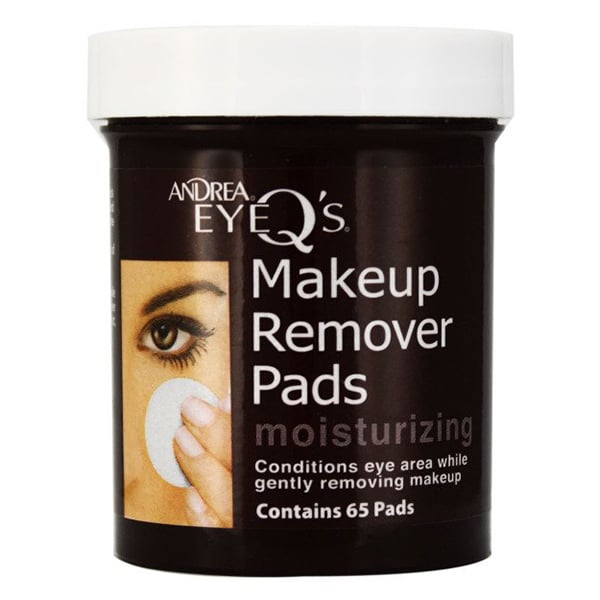 ANDREA®
EYEQ'S®
Makeup
Remover
Pads
moisturizing
Conditions eye area while
gently removing makeup
Contains 65 Pads